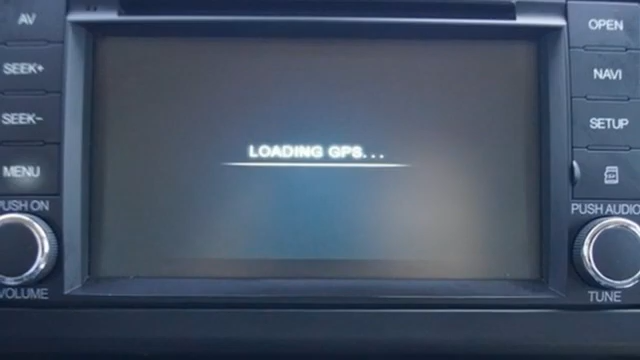 AV
SEEK+
SEEK-
MENU
PUSH ON
VOLUME
LOADING GPS...
OPEN
NAVI
SETUP
PUSH AUDIO
TUNE